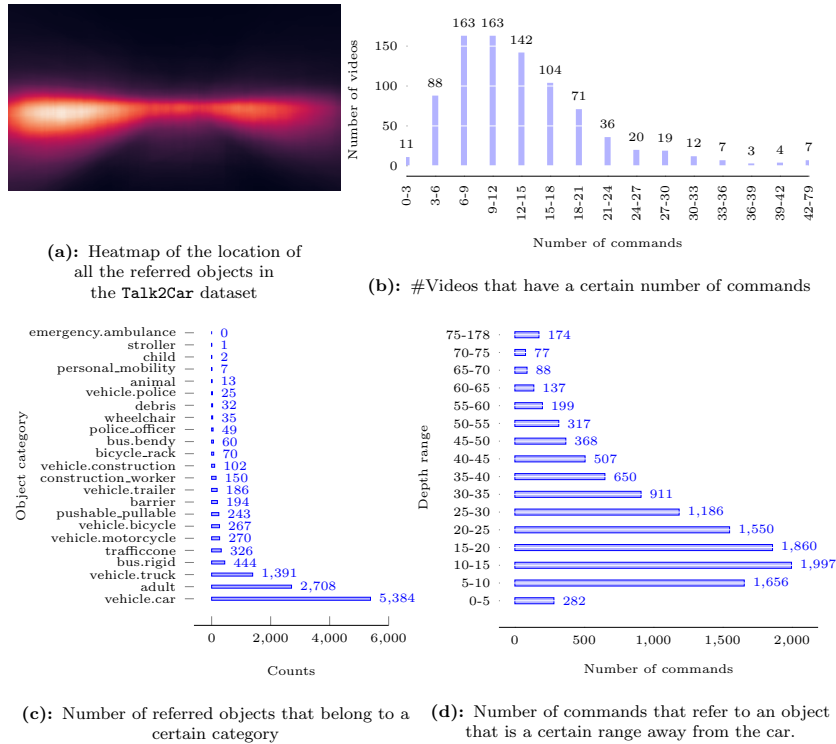 Number of videos
150
100
50
0
11
88
163
163
142
104
71
36
20
19
12
7
3
4
7
0-3
3-6
6-9
9-12
12-15
15-18
18-21
21-24
24-27
27-30
30-33
33-36
36-39
39-42
42-79
Number of commands
(a): Heatmap of the location of
all the referred objects in
the Talk2Car dataset
(b): #Videos that have a certain number of commands
Object category
emergency.ambulance 0
stroller 1
child 2
personal_mobility 7
animal 13
vehicle.police 25
debris 32
wheelchair 35
police_officer 49
bus.bendy 60
bicycle_rack 70
vehicle.construction 102
construction_worker 150
vehicle.trailer 186
barrier 194
pushable_pullable 243
vehicle.bicycle 267
vehicle.motorcycle 270
trafficcone 326
bus.rigid 444
vehicle.truck 1,391
adult 2,708
vehicle.car 5,384
0 2,000 4,000 6,000
Counts
Depth range
75-178 174
70-75 77
65-70 88
60-65 137
55-60 199
50-55 317
45-50 368
40-45 507
35-40 650
30-35 911
25-30 1,186
20-25 1,550
15-20 1,860
10-15 1,997
5-10 1,656
0-5 282
0 500 1,000 1,500 2,000
Number of commands
(c): Number of referred objects that belong to a
certain category
(d): Number of commands that refer to an object
that is a certain range away from the car.